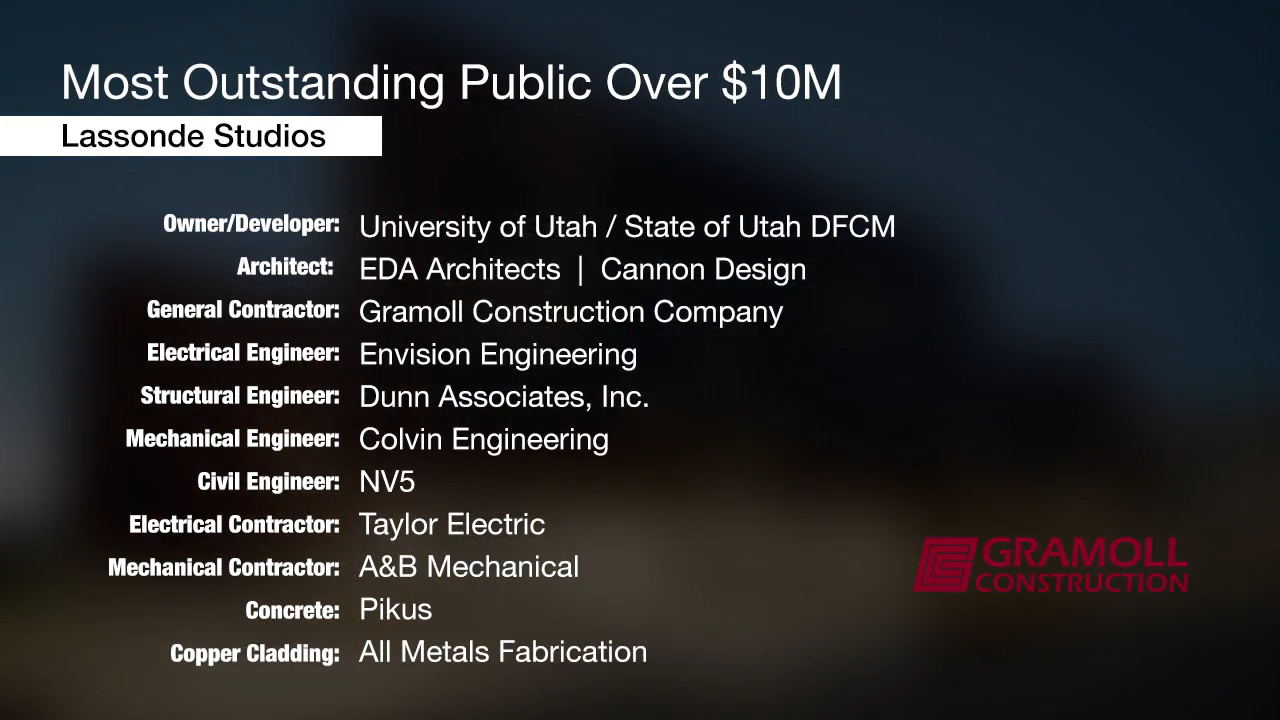 Most Outstanding Public Over $10M
Lassonde Studios
Owner/Developer: University of Utah / State of Utah DFCM
Architect: EDA Architects | Cannon Design
General Contractor: Gramoll Construction Company
Electrical Engineer: Envision Engineering
Structural Engineer: Dunn Associates, Inc.
Mechanical Engineer: Colvin Engineering
Civil Engineer: NV5
Electrical Contractor: Taylor Electric
Mechanical Contractor: A&B Mechanical
Concrete: Pikus
Copper Cladding: All Metals Fabrication
GRAMOLL
CONSTRUCTION